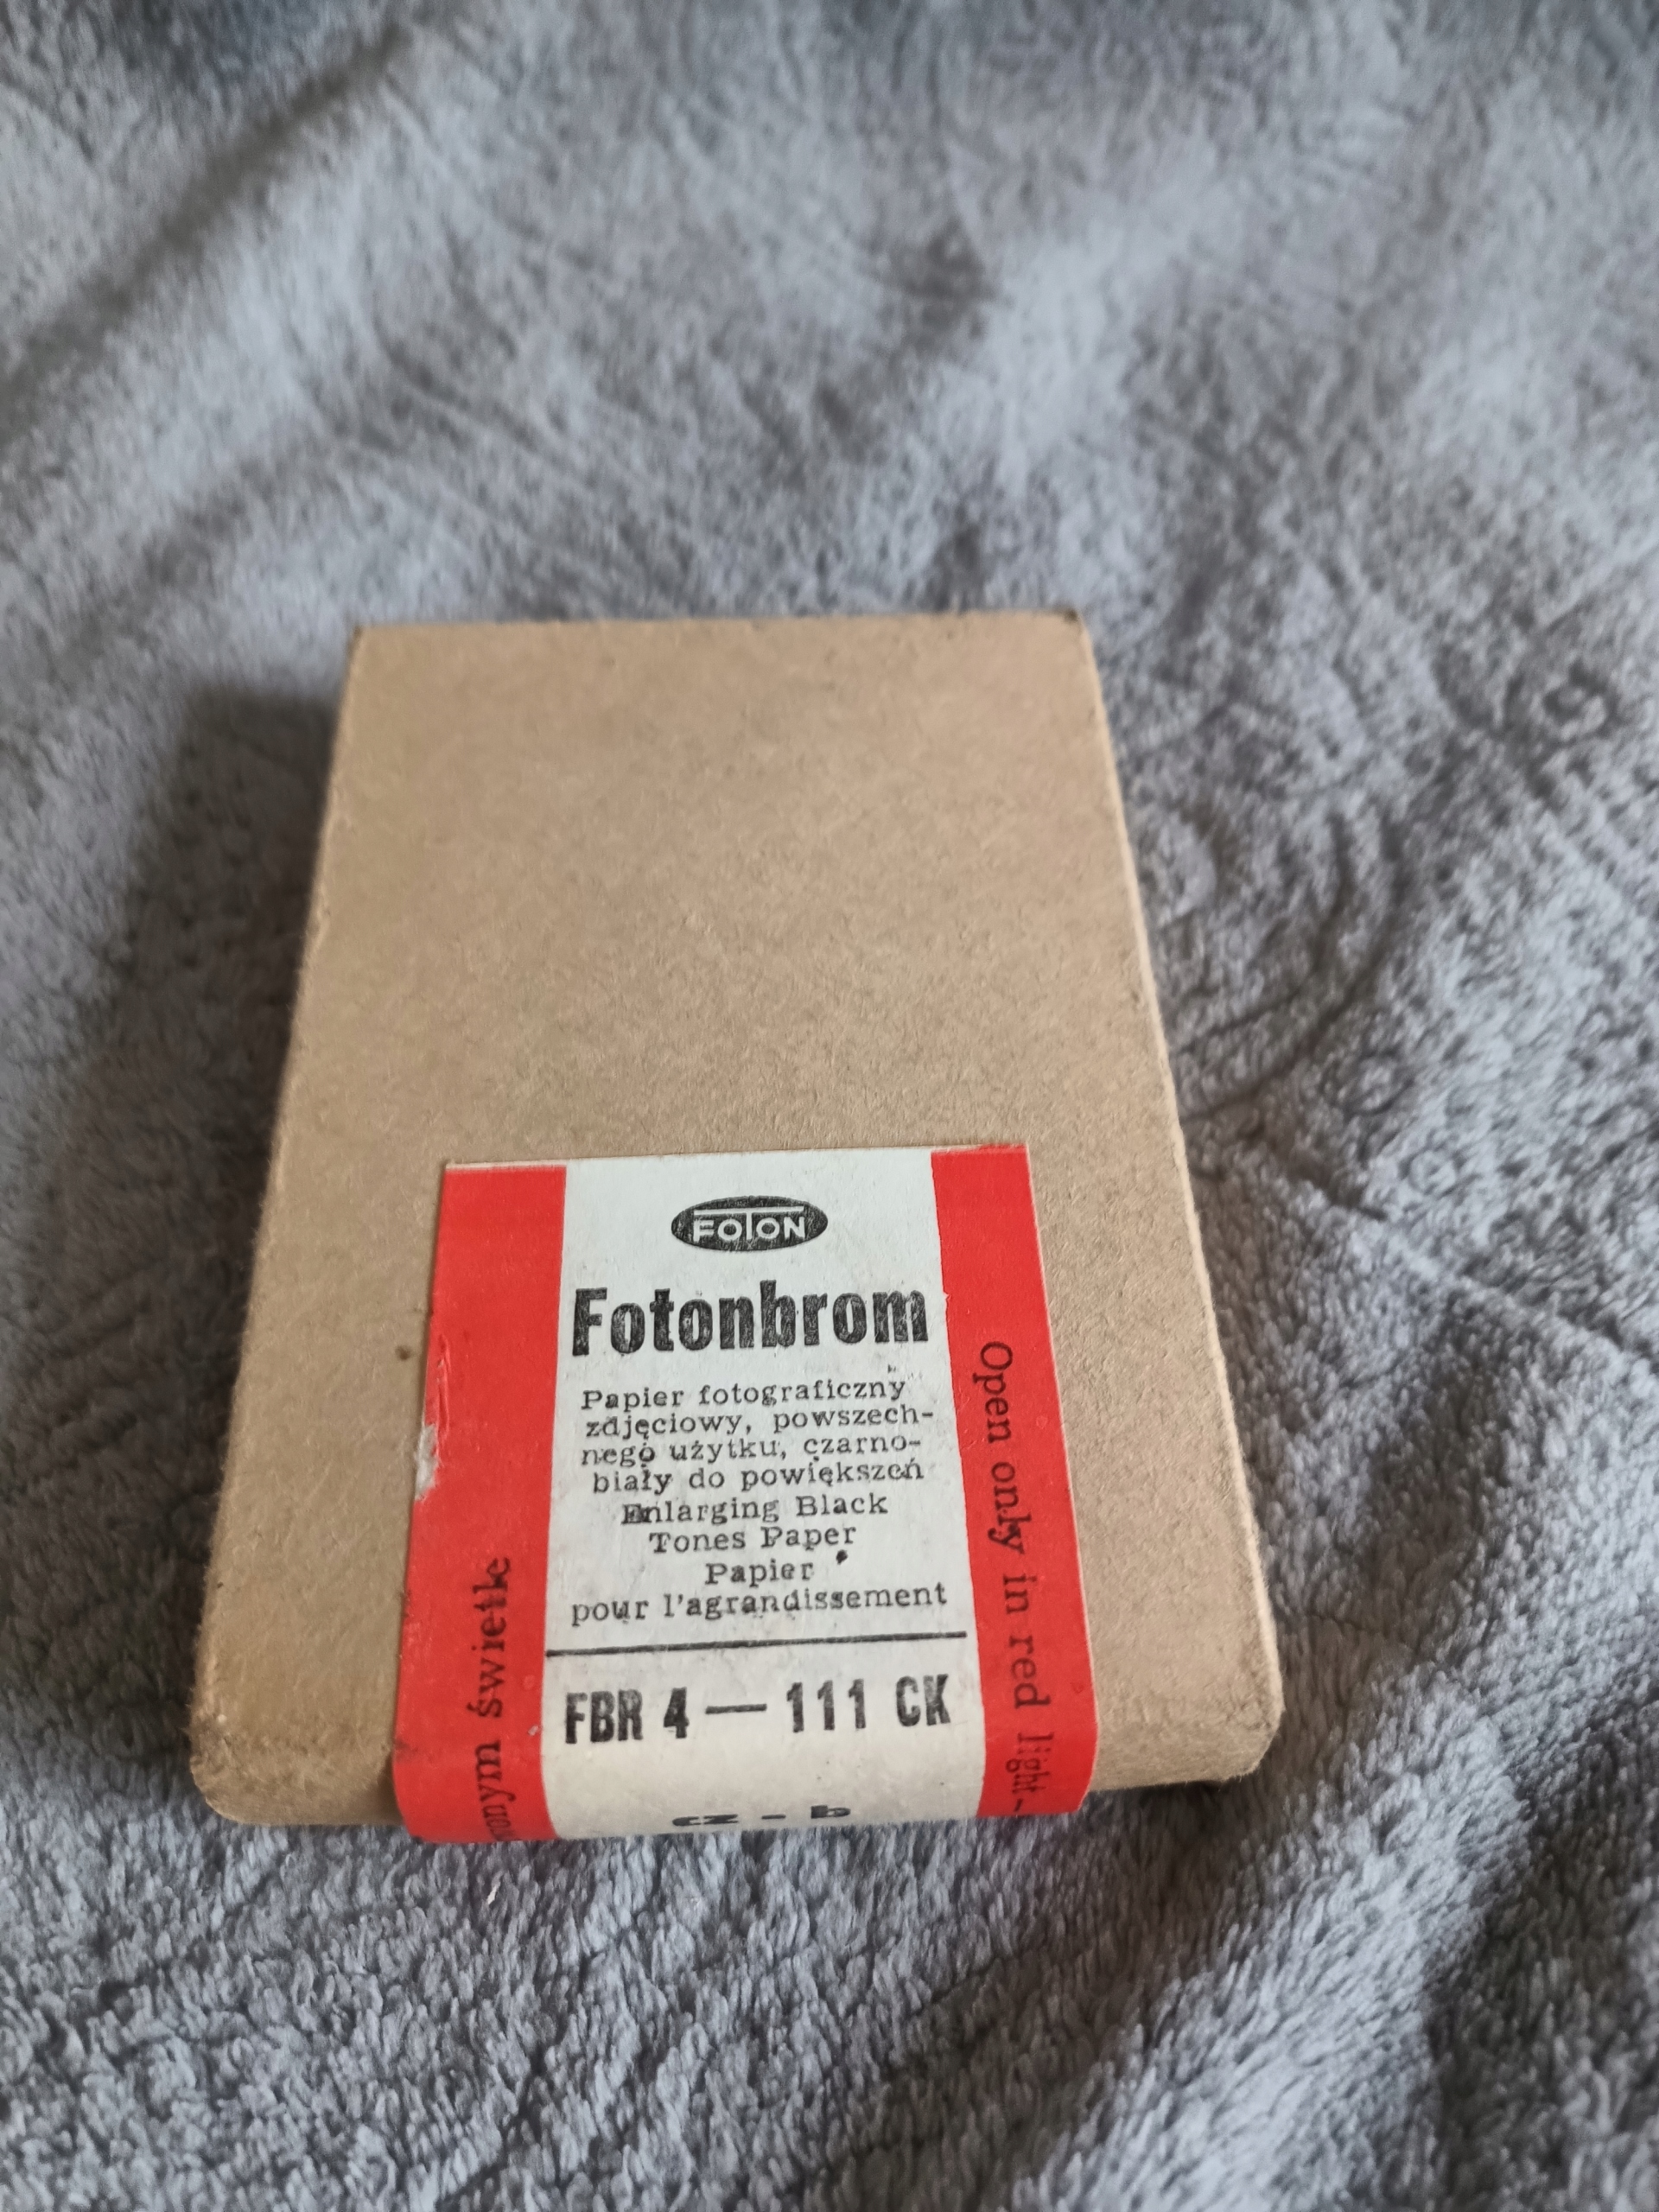 FOTON
Fotonbrom
Papier fotograficzny
zdjęciowy, powszech-
nego użytku, czarno-
biały do powiększeń
Enlarging Black
Tones Paper
Papier
pour l'agrandissement
FBR 4 — 111 CK
cz - b
świetle
Open only in red light